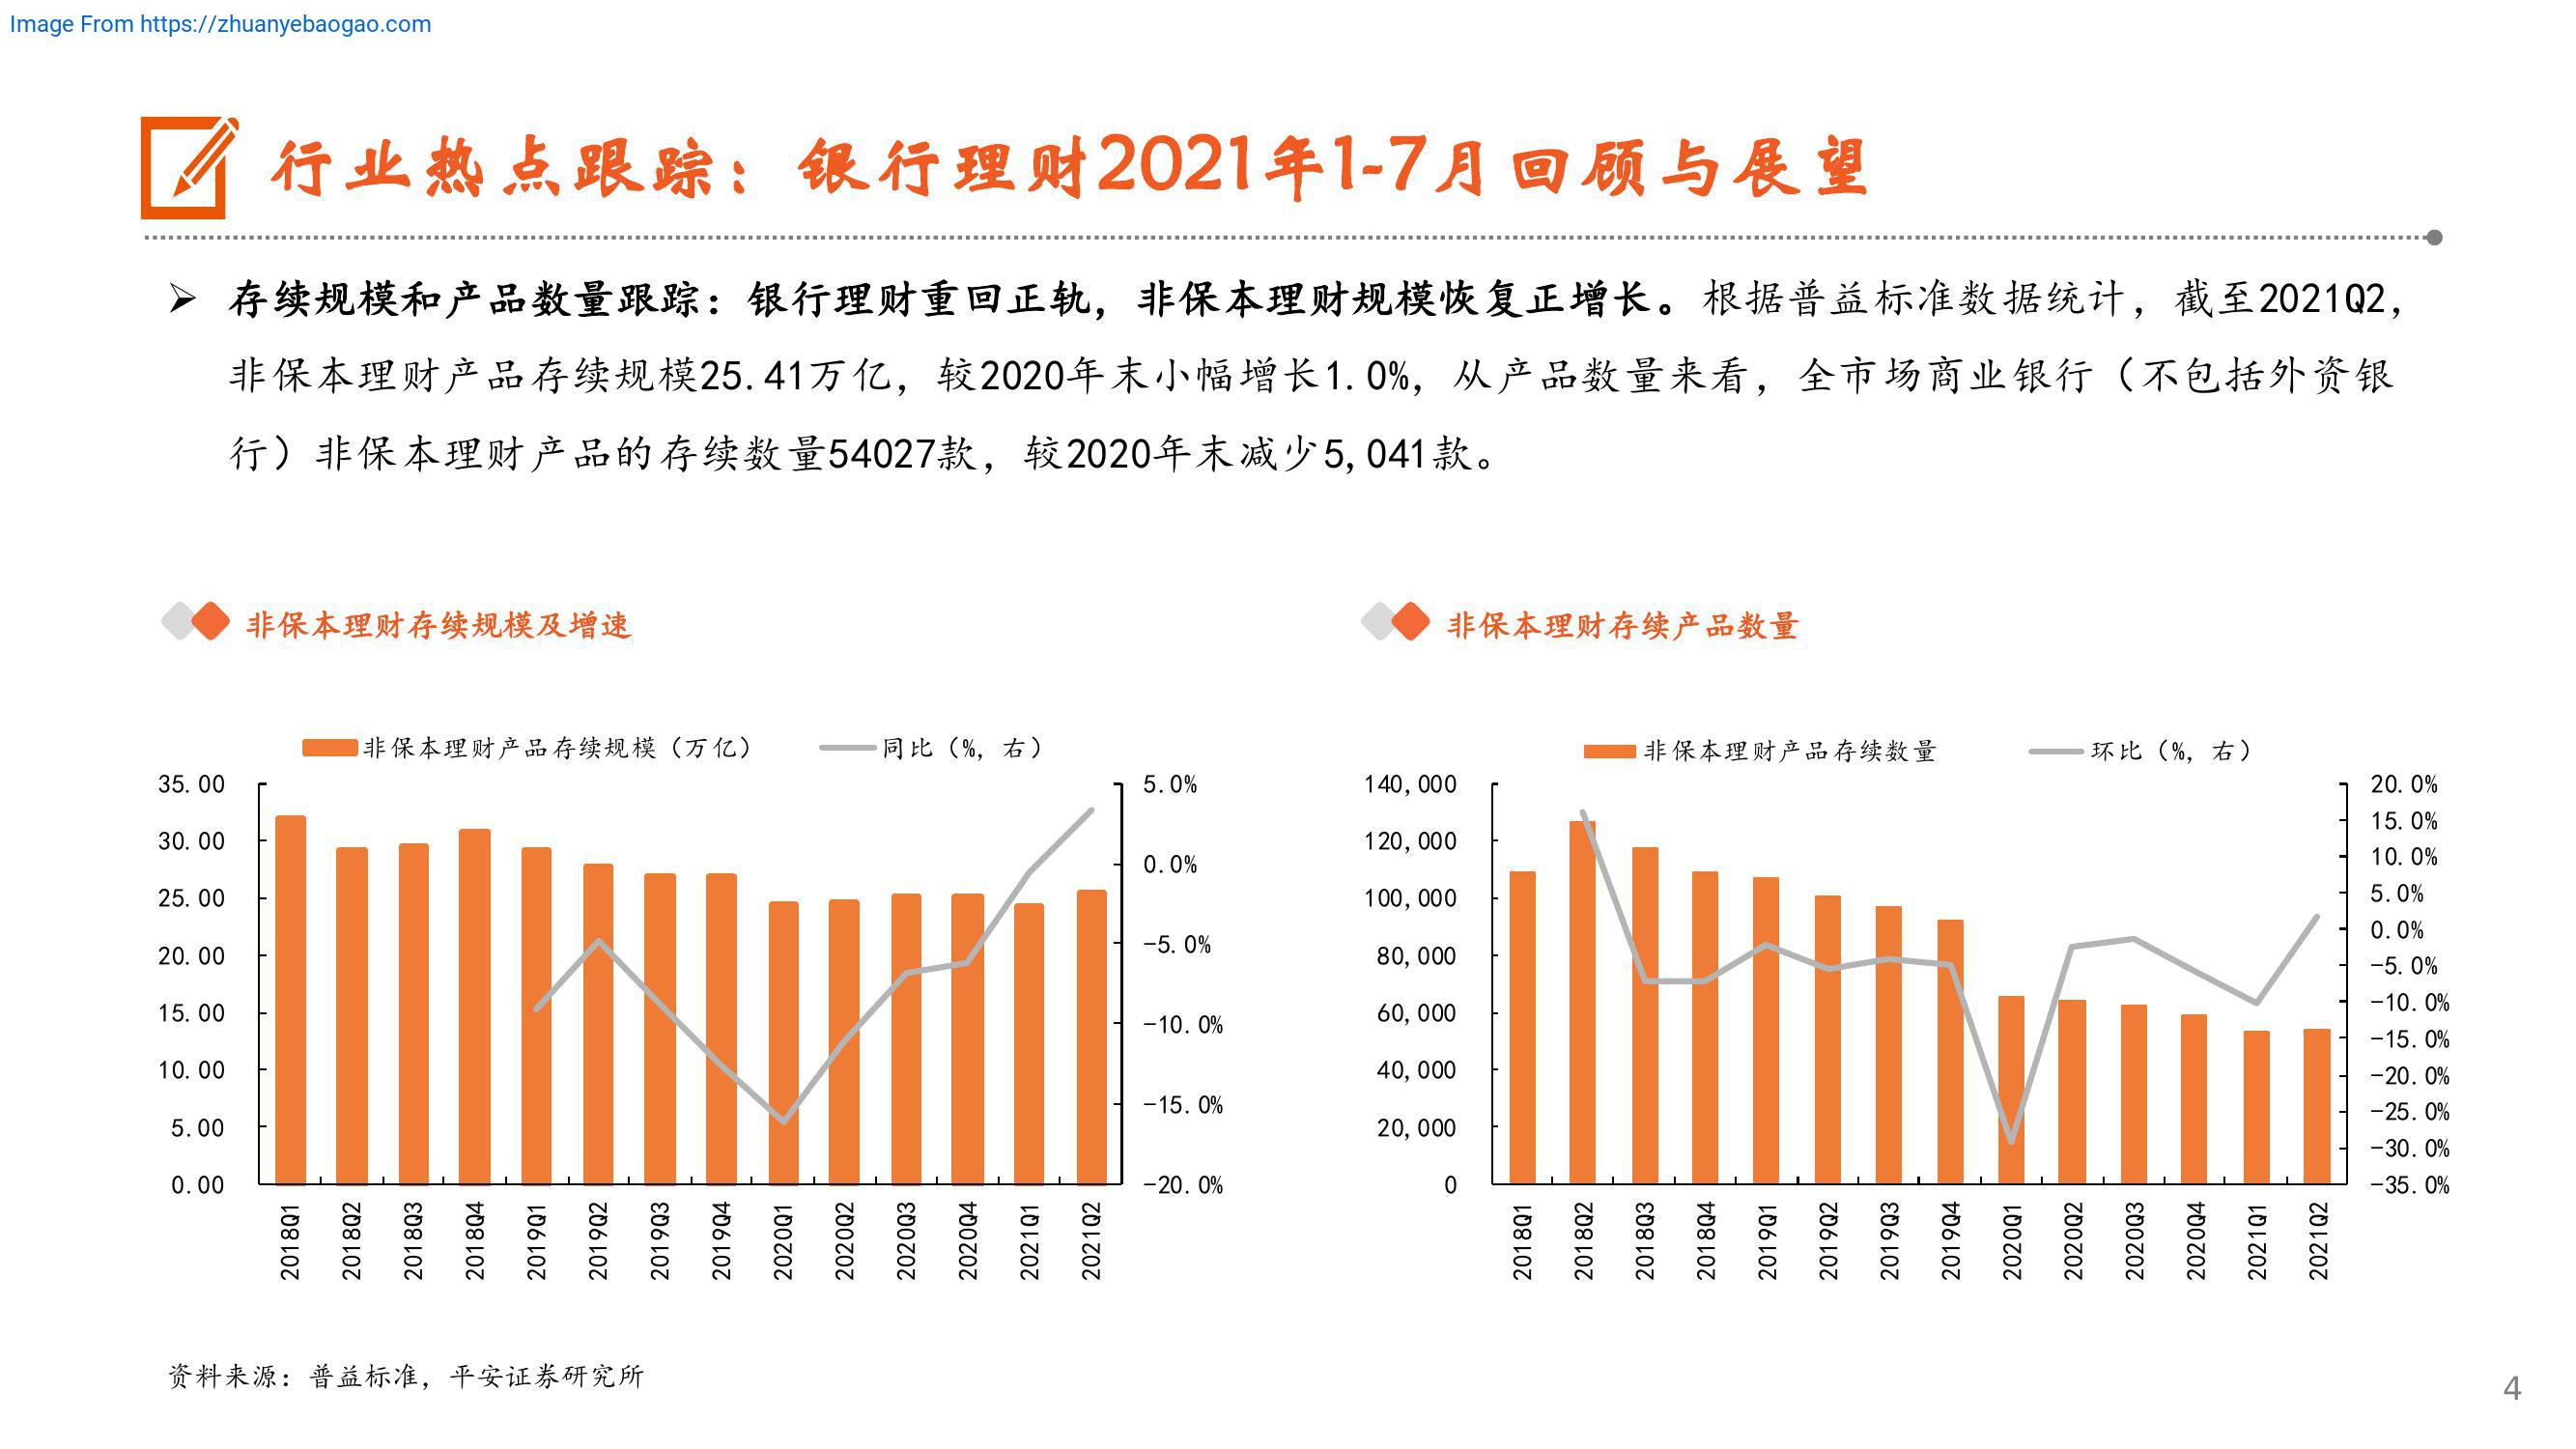 Image From https://zhuanyebaogao.com
行业热点跟踪：银行理财2021年1-7月回顾与展望
存续规模和产品数量跟踪：银行理财重回正轨，非保本理财规模恢复正增长。根据普益标准数据统计，截至2021Q2，
非保本理财产品存续规模25.41万亿，较2020年末小幅增长1.0%，从产品数量来看，全市场商业银行（不包括外资银
行）非保本理财产品的存续数量54027款，较2020年末减少5,041款。
非保本理财存续规模及增速
非保本理财产品存续规模（万亿） 同比（%，右）
35.00
30.00
25.00
20.00
15.00
10.00
5.00
0.00
5.0%
0.0%
-5.0%
-10.0%
-15.0%
-20.0%
2018Q1 2018Q2 2018Q3 2018Q4 2019Q1 2019Q2 2019Q3 2019Q4 2020Q1 2020Q2 2020Q3 2020Q4 2021Q1 2021Q2
非保本理财存续产品数量
非保本理财产品存续数量 环比（%，右）
140,000
120,000
100,000
80,000
60,000
40,000
20,000
0
20.0%
15.0%
10.0%
5.0%
0.0%
-5.0%
-10.0%
-15.0%
-20.0%
-25.0%
-30.0%
-35.0%
2018Q1 2018Q2 2018Q3 2018Q4 2019Q1 2019Q2 2019Q3 2019Q4 2020Q1 2020Q2 2020Q3 2020Q4 2021Q1 2021Q2
资料来源：普益标准，平安证券研究所
4